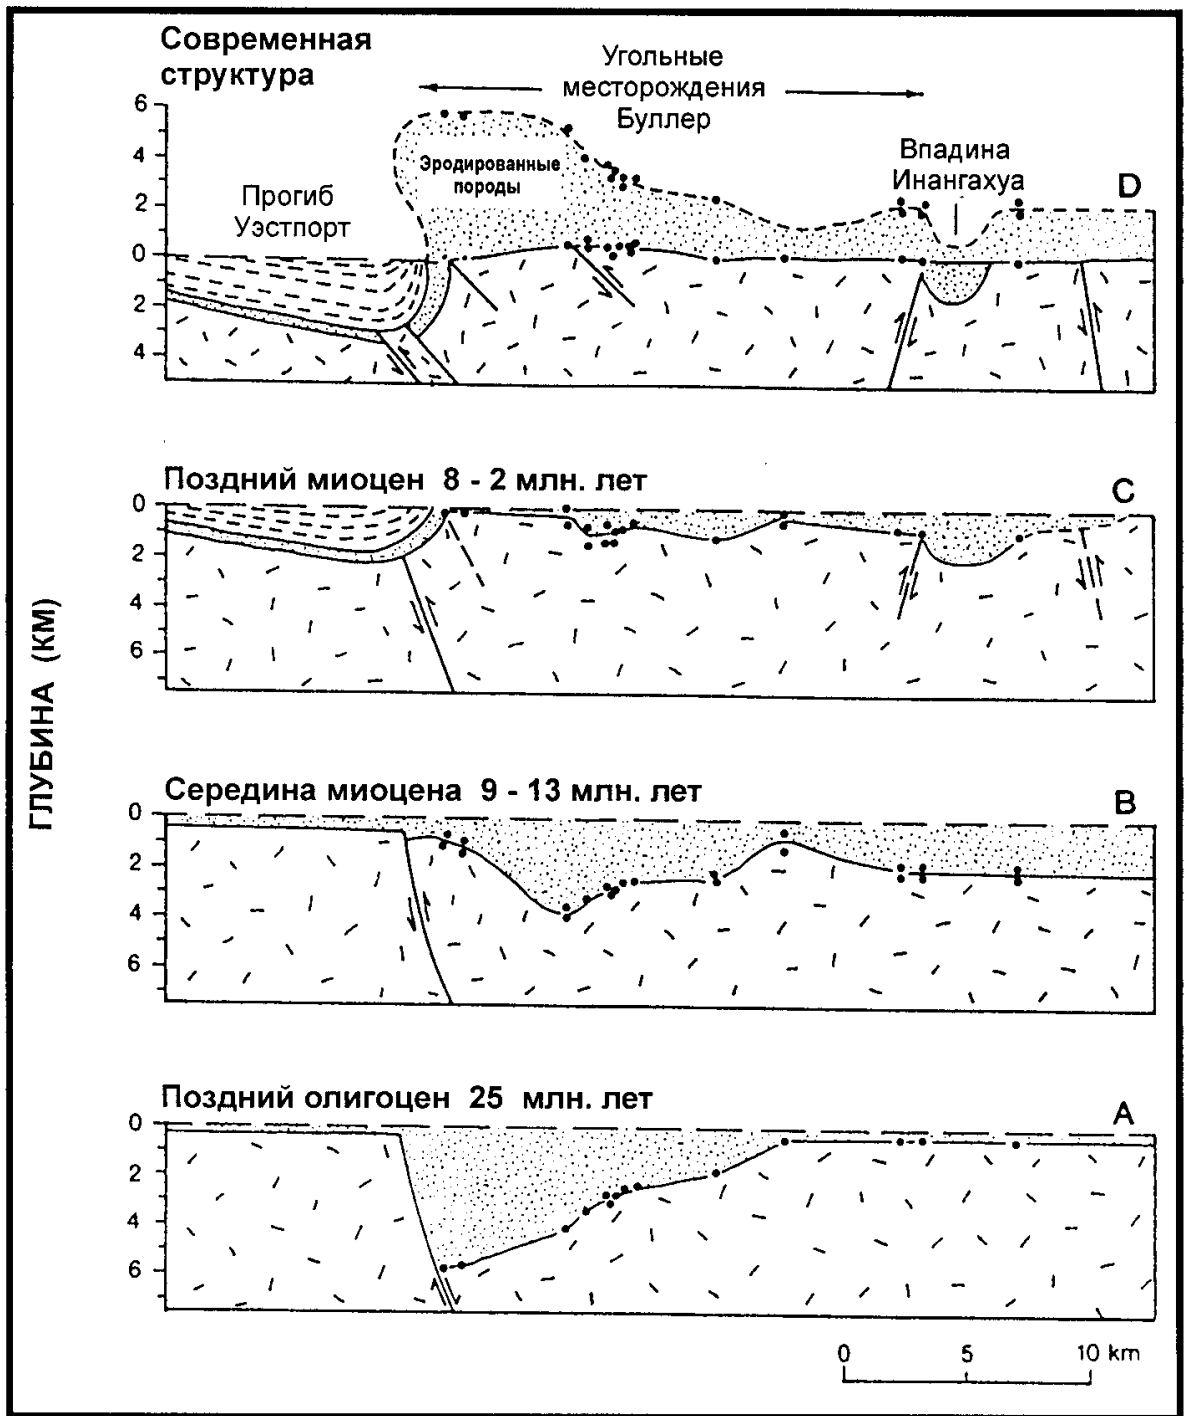 Современная
структура
Угольные
месторождения
Буллер
6
4
2
0
2
4
Эродированные
породы
Прогиб
Уэстпорт
Впадина
Инангахуа
D
Поздний миоцен 8 - 2 млн. лет
C
0
2
4
6
ГЛУБИНА (КМ)
Середина миоцена 9 - 13 млн. лет
B
0
2
4
6
Поздний олигоцен 25 млн. лет
A
0
2
4
6
0 5 10 km